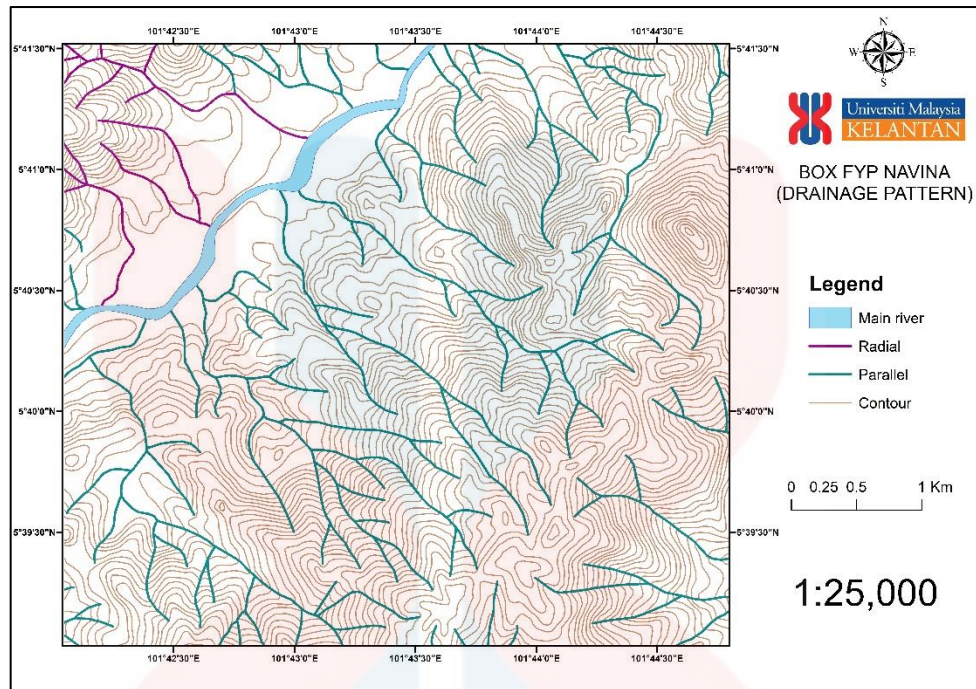 101°42'30"E 101°43'0"E 101°43'30"E 101°44'0"E 101°44'30"E
5°41'30"N 5°41'30"N
5°41'0"N 5°41'0"N
5°40'30"N 5°40'30"N
5°40'0"N 5°40'0"N
5°39'30"N 5°39'30"N
101°42'30"E 101°43'0"E 101°43'30"E 101°44'0"E 101°44'30"E
N
W E
S
Universiti Malaysia
KELANTAN
BOX FYP NAVINA
(DRAINAGE PATTERN)
Legend
Main river
Radial
Parallel
Contour
0 0.25 0.5 1 Km
1:25,000